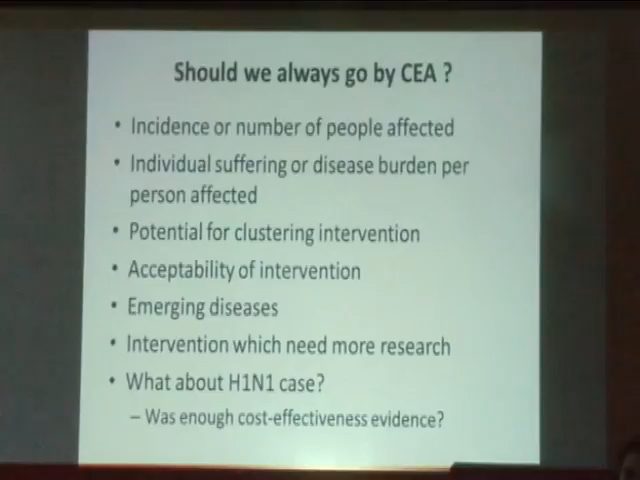 Should we always go by CEA ?
• Incidence or number of people affected
• Individual suffering or disease burden per
person affected
• Potential for clustering intervention
• Acceptability of intervention
• Emerging diseases
• Intervention which need more research
• What about H1N1 case?
– Was enough cost-effectiveness evidence?